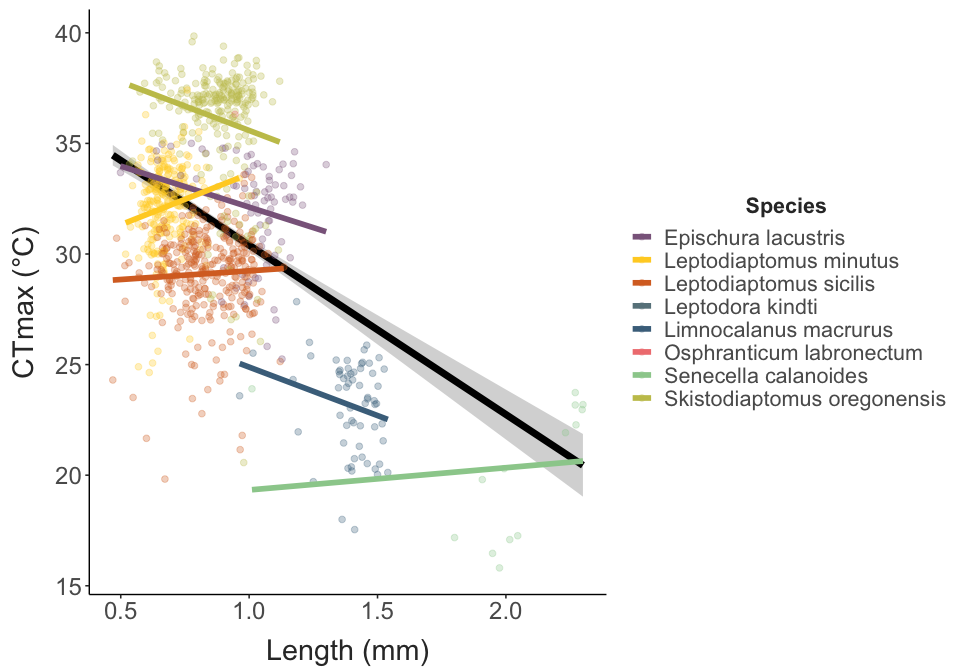 40
35
30
25
20
15
CTmax (°C)
0.5 1.0 1.5 2.0
Length (mm)
Species
Epischura lacustris
Leptodiaptomus minutus
Leptodiaptomus sicilis
Leptodora kindti
Limnocalanus macrurus
Osphranticum labronectum
Senecella calanoides
Skistodiaptomus oregonensis